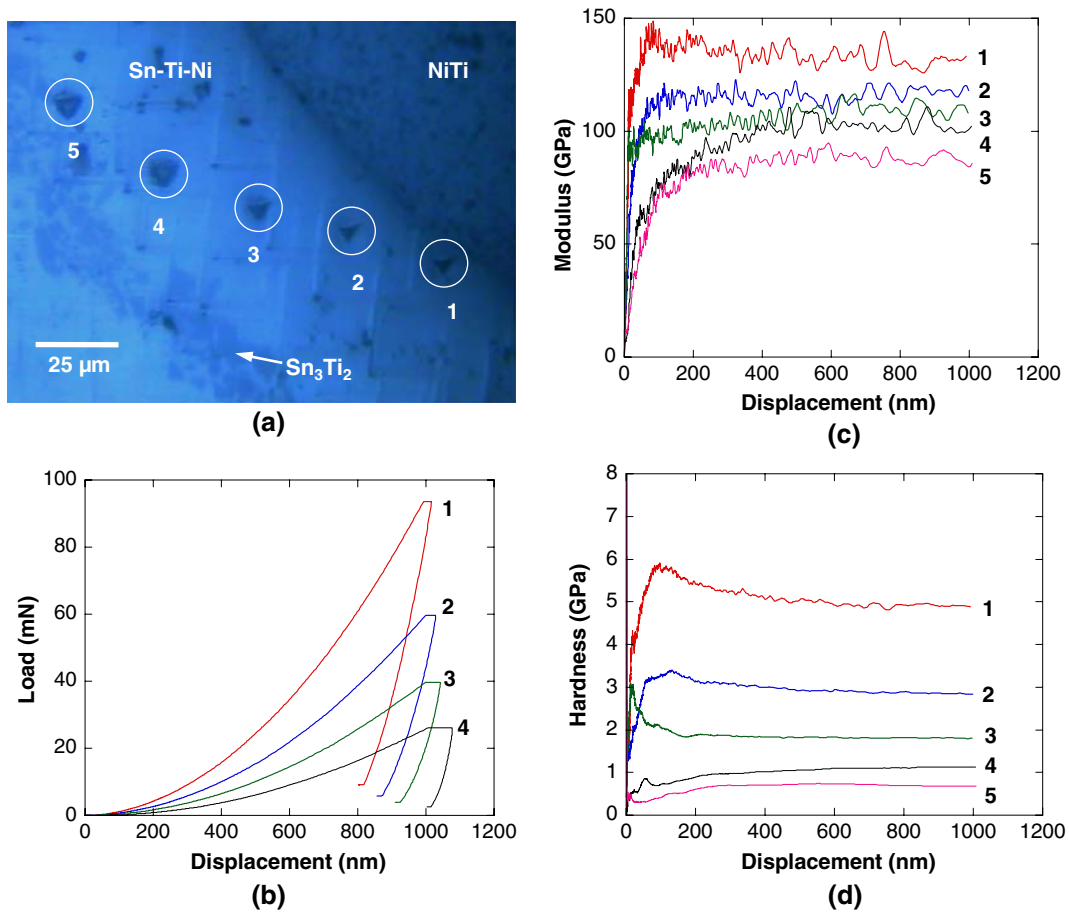 Sn-Ti-Ni
NiTi
5
4
3
2
1
25 µm
Sn3Ti2
(a)
150
100
50
0
Modulus (GPa)
1
2
3
4
5
0 200 400 600 800 1000 1200
Displacement (nm)
(c)
100
80
60
40
20
0
Load (mN)
1
2
3
4
0 200 400 600 800 1000 1200
Displacement (nm)
(b)
8
7
6
5
4
3
2
1
0
Hardness (GPa)
1
2
3
4
5
0 200 400 600 800 1000 1200
Displacement (nm)
(d)